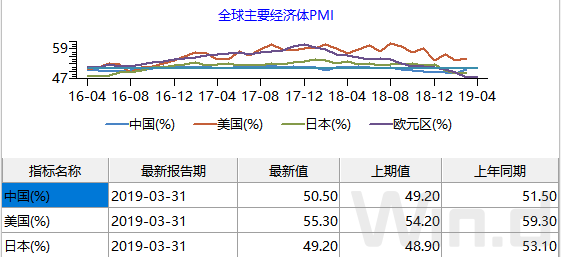 全球主要经济体PMI
59
47
16-04 16-08 16-12 17-04 17-08 17-12 18-04 18-08 18-12 19-04
中国(%) 美国(%) 日本(%) 欧元区(%)
指标名称 最新报告期 最新值 上期值 上年同期
中国(%) 2019-03-31 50.50 49.20 51.50
美国(%) 2019-03-31 55.30 54.20 59.30
日本(%) 2019-03-31 49.20 48.90 53.10
Win.d